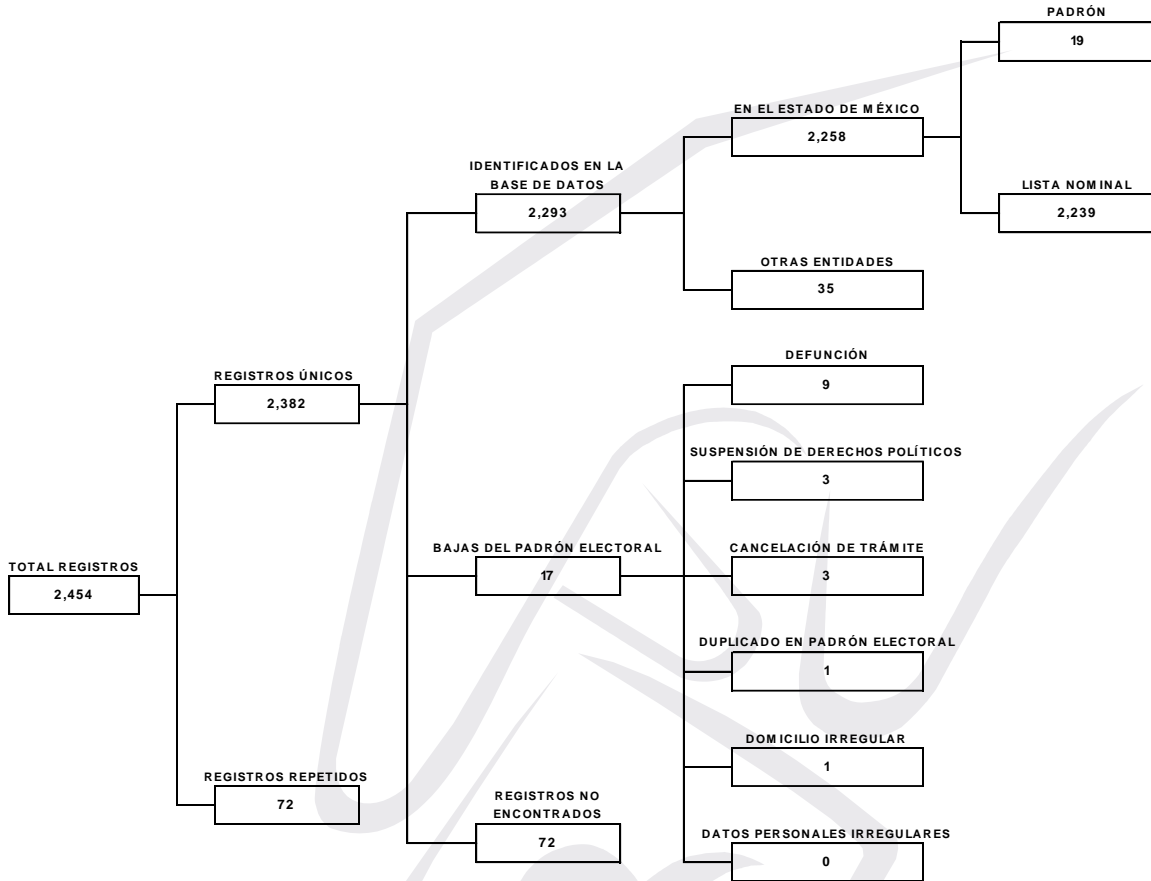 PADRÓN
19
EN EL ESTADO DE MÉXICO
2,258
IDENTIFICADOS EN LA
BASE DE DATOS
2,293
LISTA NOMINAL
2,239
OTRAS ENTIDADES
35
DEFUNCIÓN
9
REGISTROS ÚNICOS
2,382
SUSPENSIÓN DE DERECHOS POLÍTICOS
3
BAJAS DEL PADRÓN ELECTORAL
17
CANCELACIÓN DE TRÁMITE
3
TOTAL REGISTROS
2,454
DUPLICADO EN PADRÓN ELECTORAL
1
DOMICILIO IRREGULAR
1
REGISTROS REPETIDOS
72
REGISTROS NO
ENCONTRADOS
72
DATOS PERSONALES IRREGULARES
0